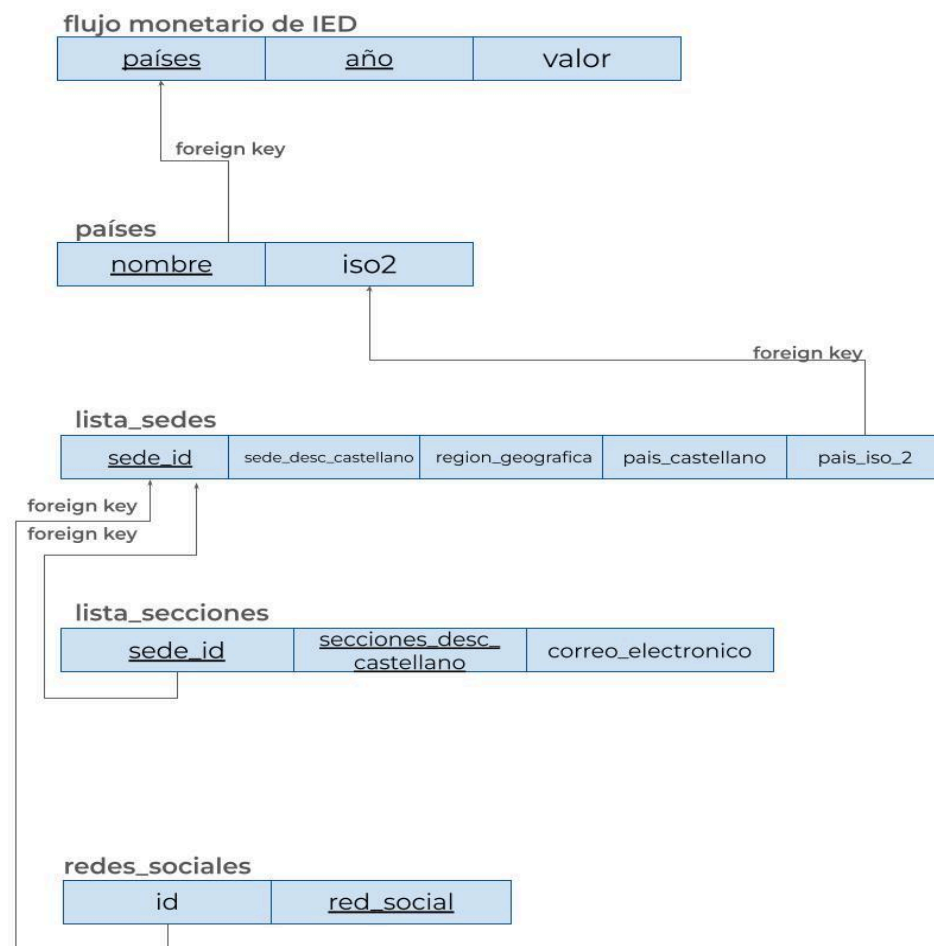 flujo monetario de IED
países año valor
foreign key
países
nombre iso2
foreign key
lista_sedes
sede_id sede_desc_castellano region_geografica pais_castellano pais_iso_2
foreign key
foreign key
lista_secciones
sede_id secciones_desc_
castellano correo_electronico
redes_sociales
id red_social